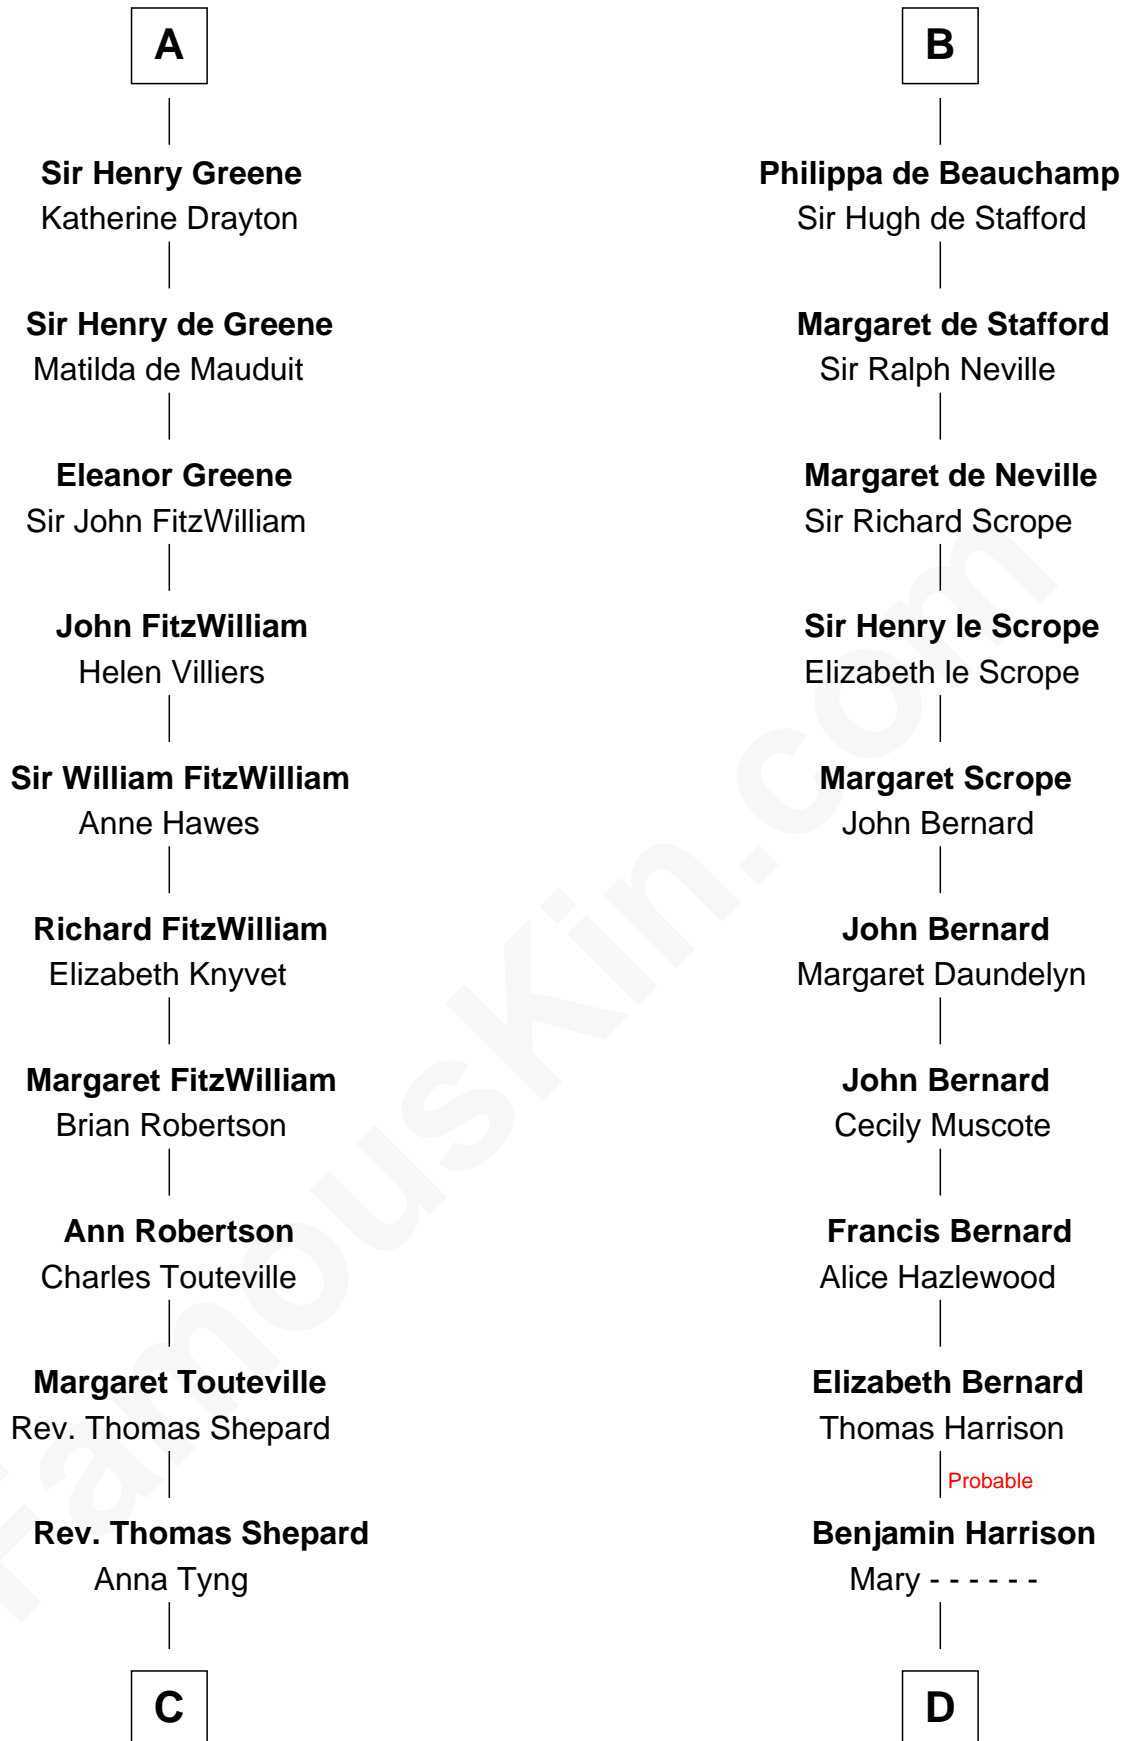 A
Sir Henry Greene
Katherine Drayton
Sir Henry de Greene
Matilda de Mauduit
Eleanor Greene
Sir John FitzWilliam
John FitzWilliam
Helen Villiers
Sir William FitzWilliam
Anne Hawes
Richard FitzWilliam
Elizabeth Knyvet
Margaret FitzWilliam
Brian Robertson
Ann Robertson
Charles Touteville
Margaret Touteville
Rev. Thomas Shepard
Rev. Thomas Shepard
Anna Tyng
C
B
Philippa de Beauchamp
Sir Hugh de Stafford
Margaret de Stafford
Sir Ralph Neville
Margaret de Neville
Sir Richard Scrope
Sir Henry le Scrope
Elizabeth le Scrope
Margaret Scrope
John Bernard
John Bernard
Margaret Daundelyn
John Bernard
Cecily Muscote
Francis Bernard
Alice Hazlewood
Elizabeth Bernard
Thomas Harrison
Probable
Benjamin Harrison
Mary - - - - - -
D
FamousKin.com